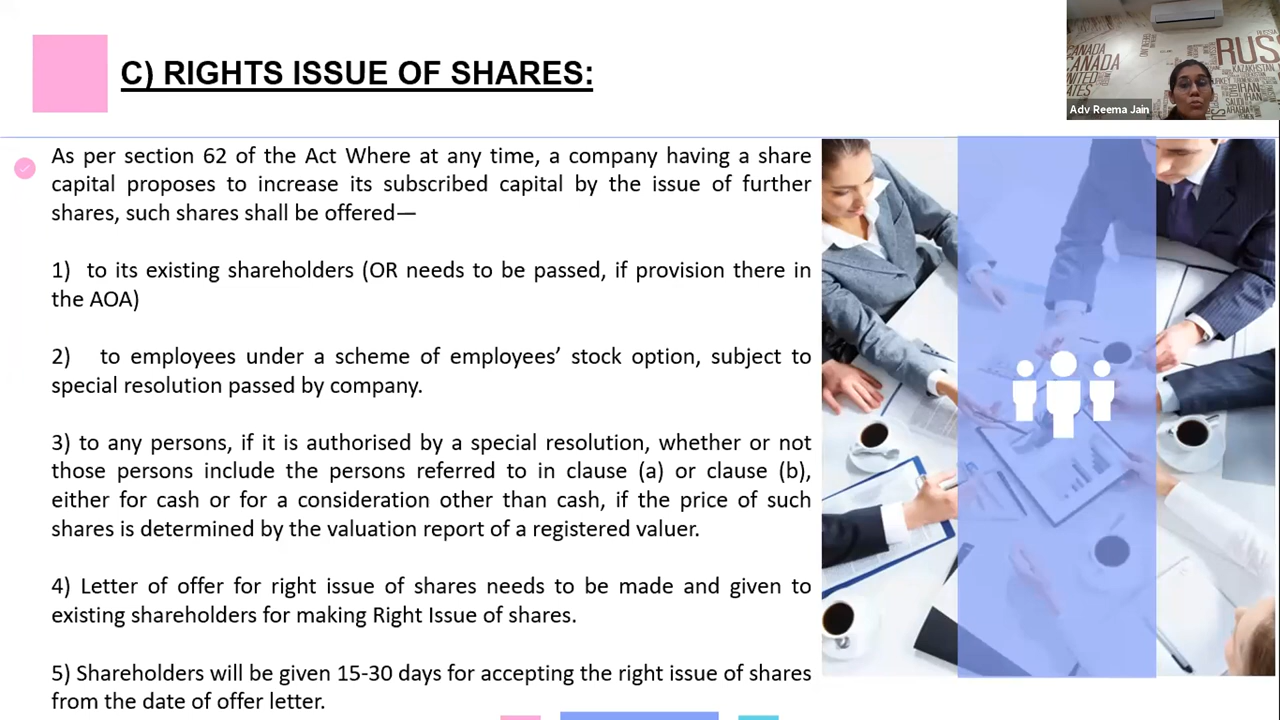 C) RIGHTS ISSUE OF SHARES:
As per section 62 of the Act Where at any time, a company having a share
capital proposes to increase its subscribed capital by the issue of further
shares, such shares shall be offered—
1) to its existing shareholders (OR needs to be passed, if provision there in
the AOA)
2) to employees under a scheme of employees’ stock option, subject to
special resolution passed by company.
3) to any persons, if it is authorised by a special resolution, whether or not
those persons include the persons referred to in clause (a) or clause (b),
either for cash or for a consideration other than cash, if the price of such
shares is determined by the valuation report of a registered valuer.
4) Letter of offer for right issue of shares needs to be made and given to
existing shareholders for making Right Issue of shares.
5) Shareholders will be given 15-30 days for accepting the right issue of shares
from the date of offer letter.
CANADA
CANADA
UNITED
RUSSIA
RUS
KAZAKHSTAN
IRAN
Adv Reema Jain